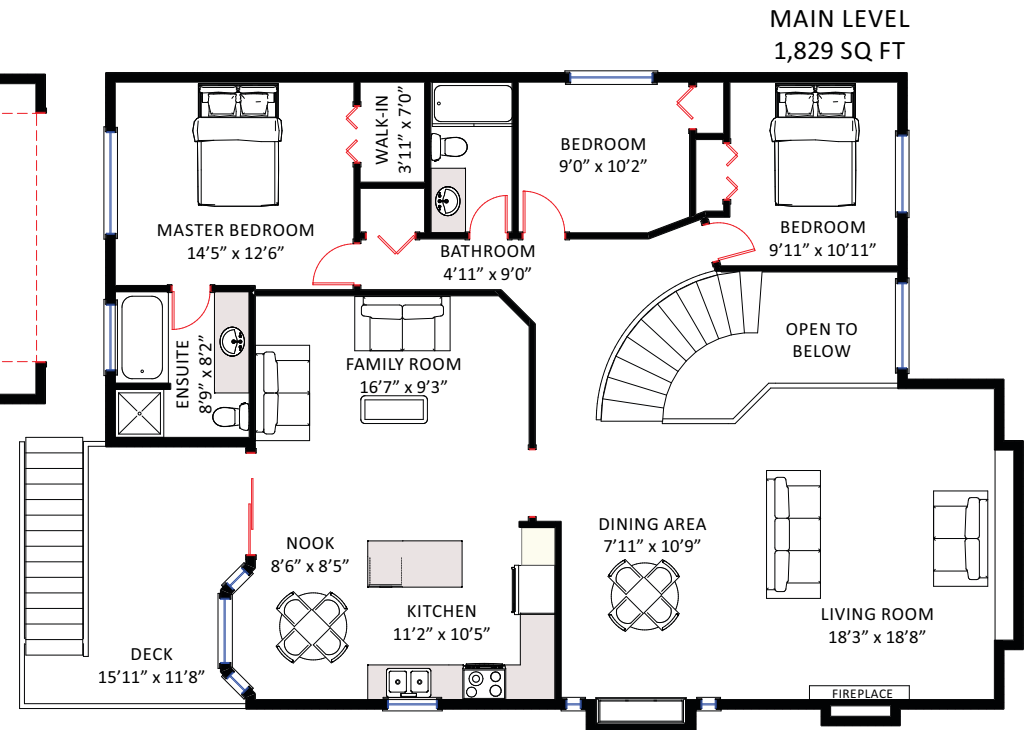 MAIN LEVEL
1,829 SQ FT
WALK-IN
3’11” x 7’0”
BEDROOM
9’0” x 10’2”
MASTER BEDROOM
14’5” x 12’6”
BATHROOM
4’11” x 9’0”
BEDROOM
9’11” x 10’11”
OPEN TO
BELOW
ENSUITE
8’9” x 8’2”
FAMILY ROOM
16’7” x 9’3”
NOOK
8’6” x 8’5”
DINING AREA
7’11” x 10’9”
KITCHEN
11’2” x 10’5”
LIVING ROOM
18’3” x 18’8”
DECK
15’11” x 11’8”
FIREPLACE